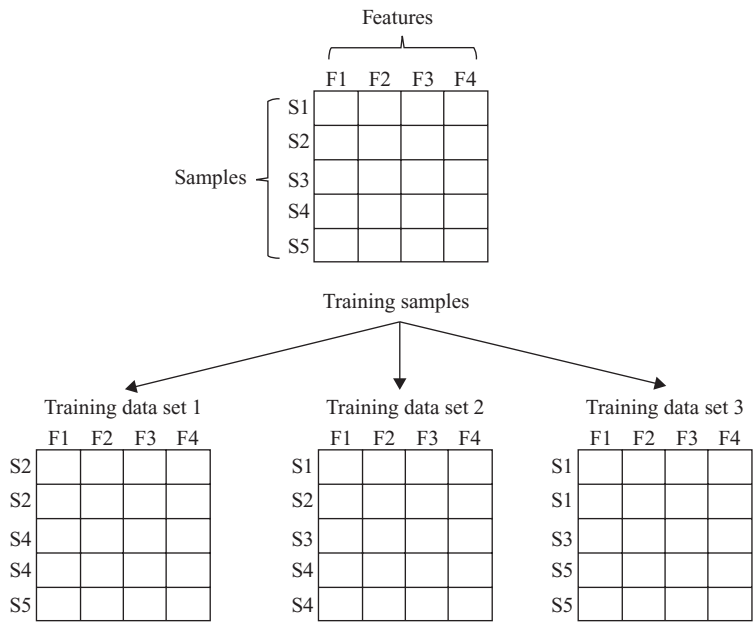 Features
F1 F2 F3 F4
S1
S2
Samples
S3
S4
S5
Training samples
Training data set 1
F1 F2 F3 F4
S2
S2
S4
S4
S5
Training data set 2
F1 F2 F3 F4
S1
S2
S3
S4
S4
Training data set 3
F1 F2 F3 F4
S1
S1
S3
S5
S5